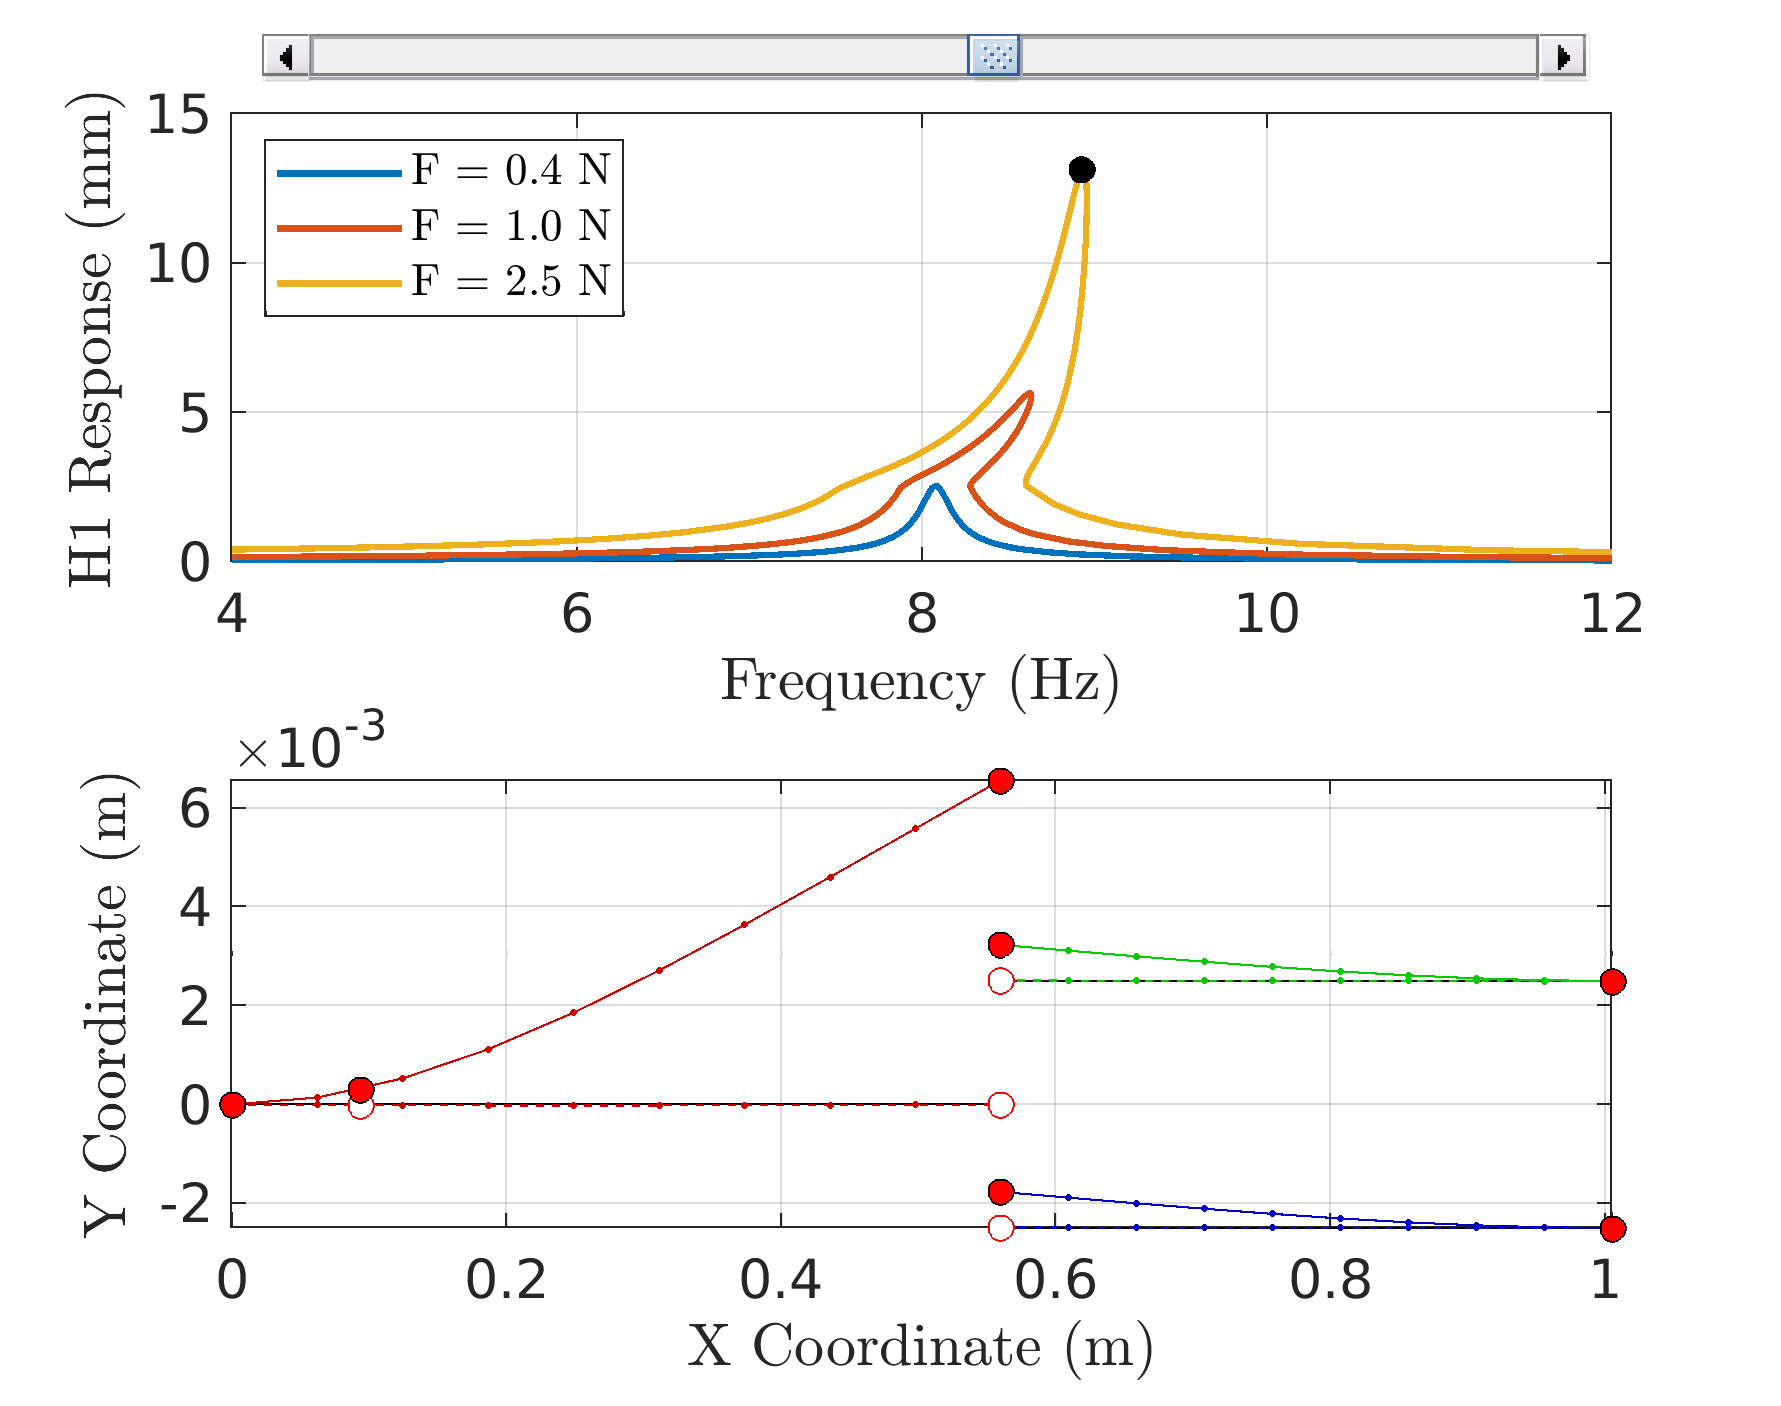 H1 Response (mm)
15
10
5
0
F = 0.4 N
F = 1.0 N
F = 2.5 N
4 6 8 10 12
Frequency (Hz)
×10-3
Y Coordinate (m)
6
4
2
0
-2
0 0.2 0.4 0.6 0.8 1
X Coordinate (m)